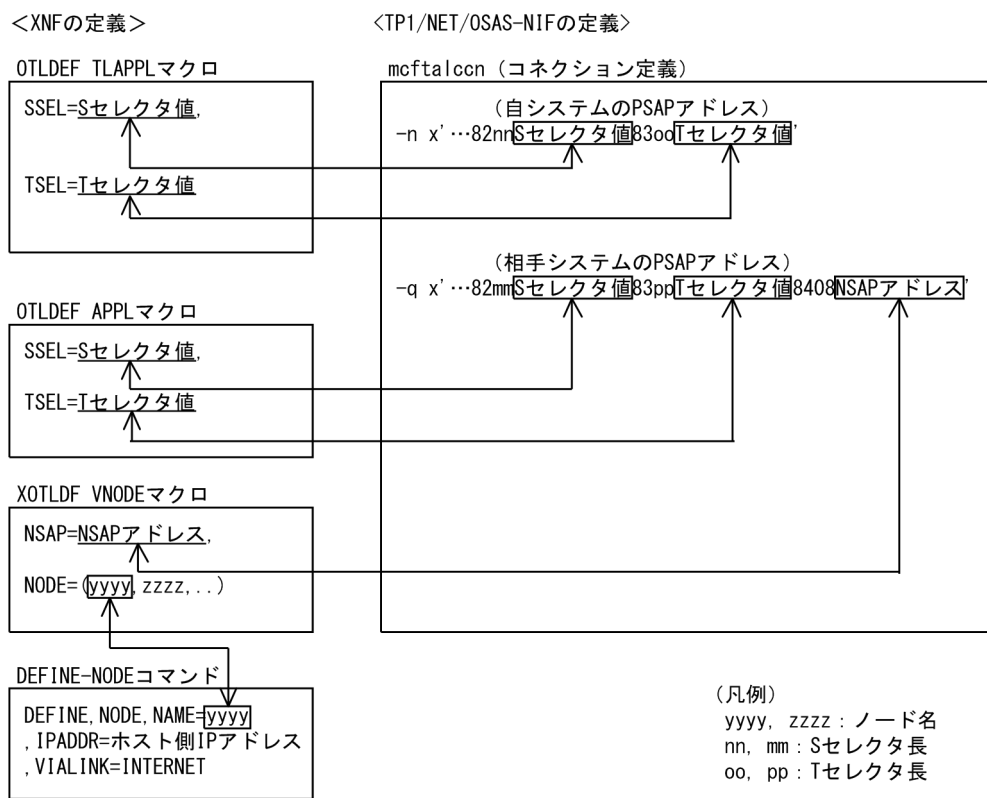 ＜XNFの定義＞
<TP1/NET/OSAS-NIFの定義>
OTLDEF TLAPPLマクロ
SSEL=Sセレクタ値,
TSEL=Tセレクタ値
mcftalccn（コネクション定義）
（自システムのPSAPアドレス）
-n x'…82nnSセレクタ値83ooTセレクタ値'
（相手システムのPSAPアドレス）
-q x'…82mmSセレクタ値83ppTセレクタ値8408NSAPアドレス'
OTLDEF APPLマクロ
SSEL=Sセレクタ値,
TSEL=Tセレクタ値
XOTLDF VNODEマクロ
NSAP=NSAPアドレス,
NODE=(yyyy,zzzz,..)
DEFINE-NODEコマンド
DEFINE,NODE,NAME=yyyy
,IPADDR=ホスト側IPアドレス
,VIALINK=INTERNET
（凡例）
yyyy, zzzz：ノード名
nn, mm：Sセレクタ長
oo, pp：Tセレクタ長